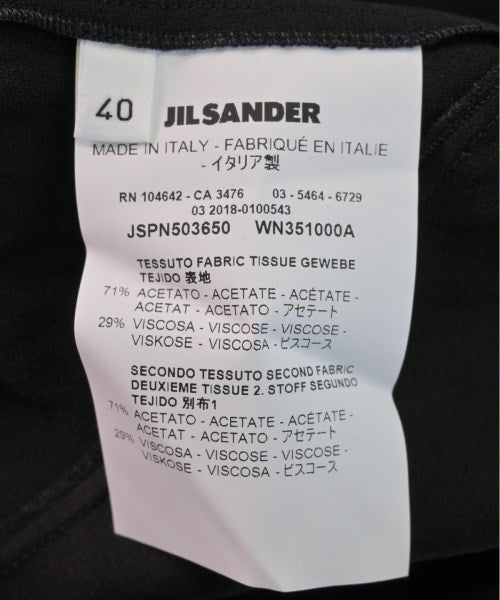 40
JIL SANDER
MADE IN ITALY - FABRIQUÉ EN ITALIE
- イタリア製
RN 104642 - CA 3476 03 - 5464 - 6729
03 2018-0100543
JSPN503650 WN351000A
TESSUTO FABRIC TISSUE GEWEBE
TEJIDO 表地
71% ACETATO - ACETATE - ACÉTATE -
ACETAT - ACETATO - アセテート
29% VISCOSA - VISCOSE - VISCOSE -
VISKOSE - VISCOSA - ビスコース
SECONDO TESSUTO SECOND FABRIC
DEUXIEME TISSUE 2. STOFF SEGUNDO
TEJIDO 別布1
71% ACETATO - ACETATE - ACÉTATE -
ACETAT - ACETATO - アセテート
29% VISCOSA - VISCOSE - VISCOSE -
VISKOSE - VISCOSA - ビスコース